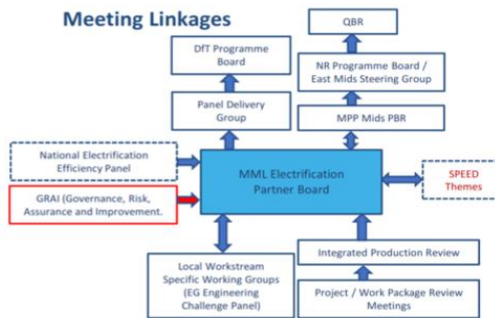 Meeting Linkages
QBR
DfT Programme
Board
NR Programme Board /
East Mids Steering Group
Panel Delivery
Group
MPP Mids PBR
National Electrification
Efficiency Panel
MML Electrification
Partner Board
SPEED
Themes
GRAI (Governance, Risk,
Assurance and Improvement.
Local Workstream
Specific Working Groups
(EG Engineering
Challenge Panel)
Integrated Production Review
Project / Work Package Review
Meetings